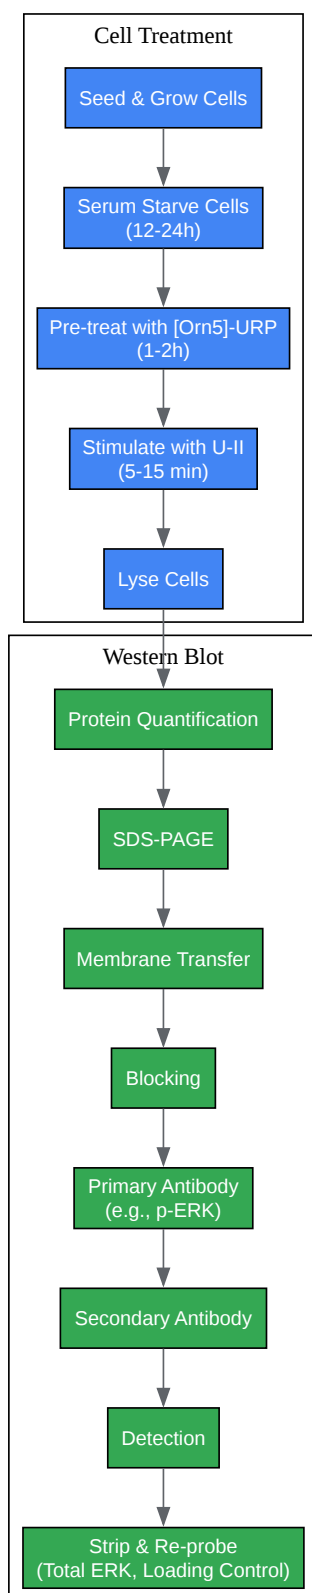 Cell Treatment
Seed & Grow Cells
Serum Starve Cells
(12-24h)
Pre-treat with [Orn5]-URP
(1-2h)
Stimulate with U-II
(5-15 min)
Lyse Cells
Western Blot
Protein Quantification
SDS-PAGE
Membrane Transfer
Blocking
Primary Antibody
(e.g., p-ERK)
Secondary Antibody
Detection
Strip & Re-probe
(Total ERK, Loading Control)